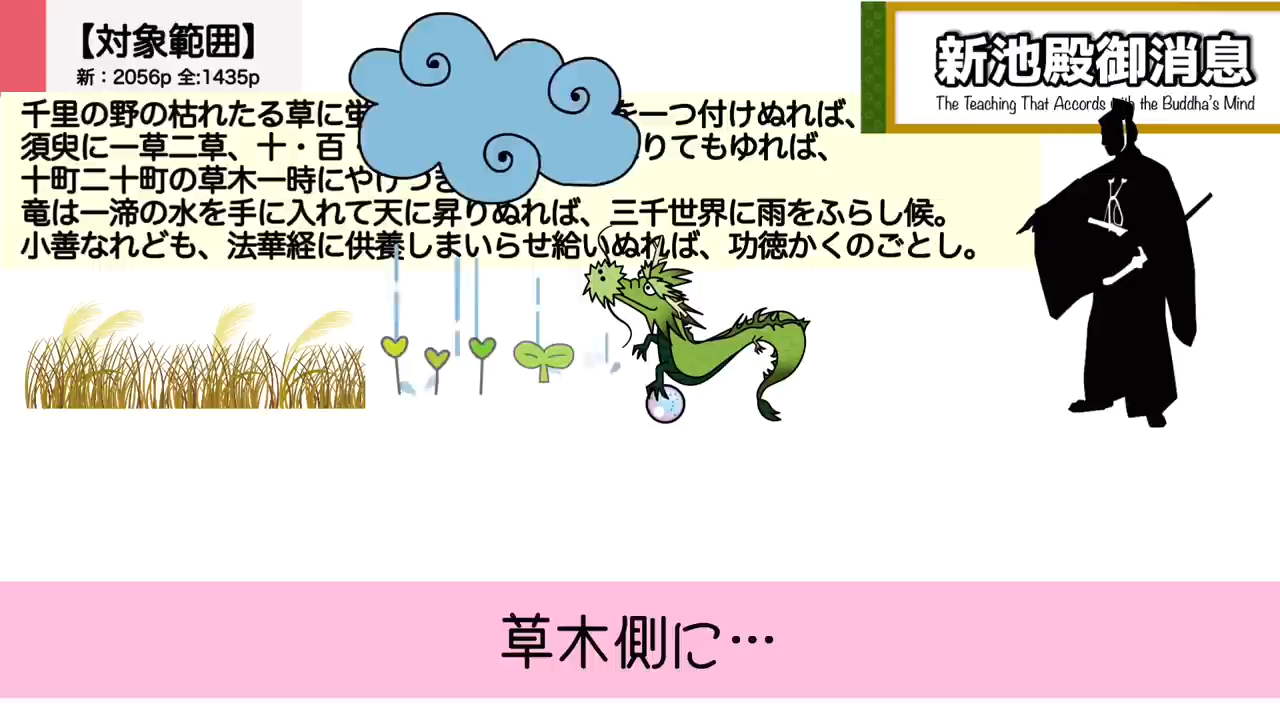 【対象範囲】
新：2056p 全:1435p
新池殿御消息
The Teaching That Accords with the Buddha's Mind
千里の野の枯れたる草に蛍 を一つ付けぬれば、
須臾に一草二草、十・百 りてもゆれば、
十町二十町の草木一時にやけつき
竜は一渧の水を手に入れて天に昇りぬれば、三千世界に雨をふらし候。
小善なれども、法華経に供養しまいらせ給いぬれば、功徳かくのごとし。
草木側に…